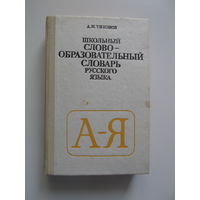 А.Н.ТИХОНОВ
ШКОЛЬНЫЙ
СЛОВО-
ОБРАЗОВАТЕЛЬНЫЙ
СЛОВАРЬ
РУССКОГО
ЯЗЫКА
А-Я